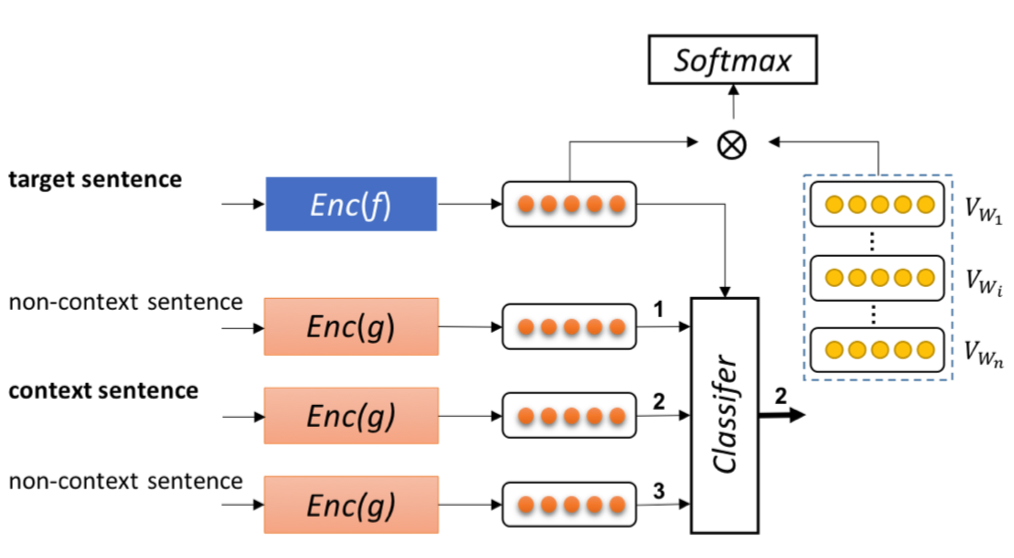 Softmax
target sentence
Enc(f)
V_{W_1}
non-context sentence
Enc(g)
1
V_{W_i}
context sentence
Enc(g)
2
Classifer
2
V_{W_n}
non-context sentence
Enc(g)
3